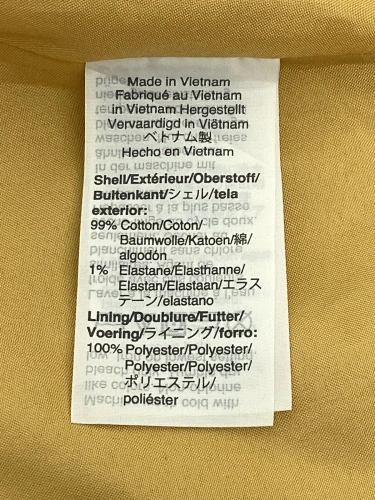 Made in Vietnam
Fabriqué au Vietnam
in Vietnam Hergestellt
Vervaardigd in Viëtnam
ベトナム製
Hecho en Vietnam
Shell/Extérieur/Oberstoff/
Buitenkant/シェル/tela
exterior:
99% Cotton/Coton/
Baumwolle/Katoen/綿/
algodón
1% Elastane/Élasthanne/
Elastan/Elastaan/エラス
テーン/elastano
Lining/Doublure/Futter/
Voering/ライニング/forro:
100% Polyester/Polyester/
Polyester/Polyester/
ポリエステル/
poliéster